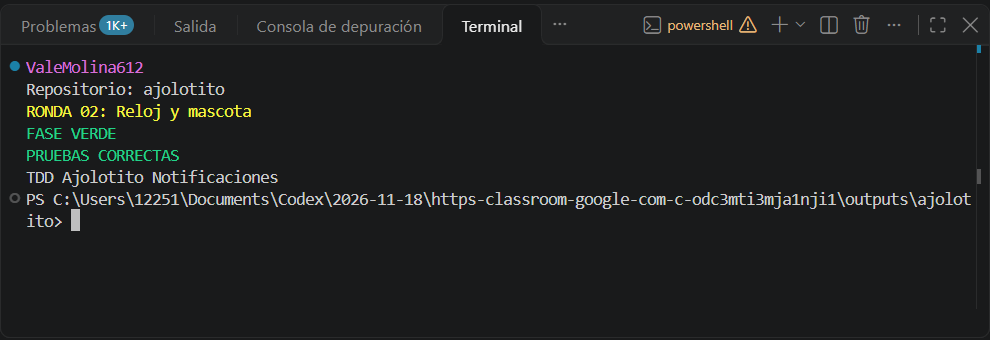 Problemas 1K+ Salida Consola de depuración Terminal ··· powershell ···
ValeMolina612
Repositorio: ajolotito
RONDA 02: Reloj y mascota
FASE VERDE
PRUEBAS CORRECTAS
TDD Ajolotito Notificaciones
PS C:\Users\12251\Documents\Codex\2026-11-18\https-classroom-google-com-c-odc3mti3mja1nji1\outputs\ajolot
ito>